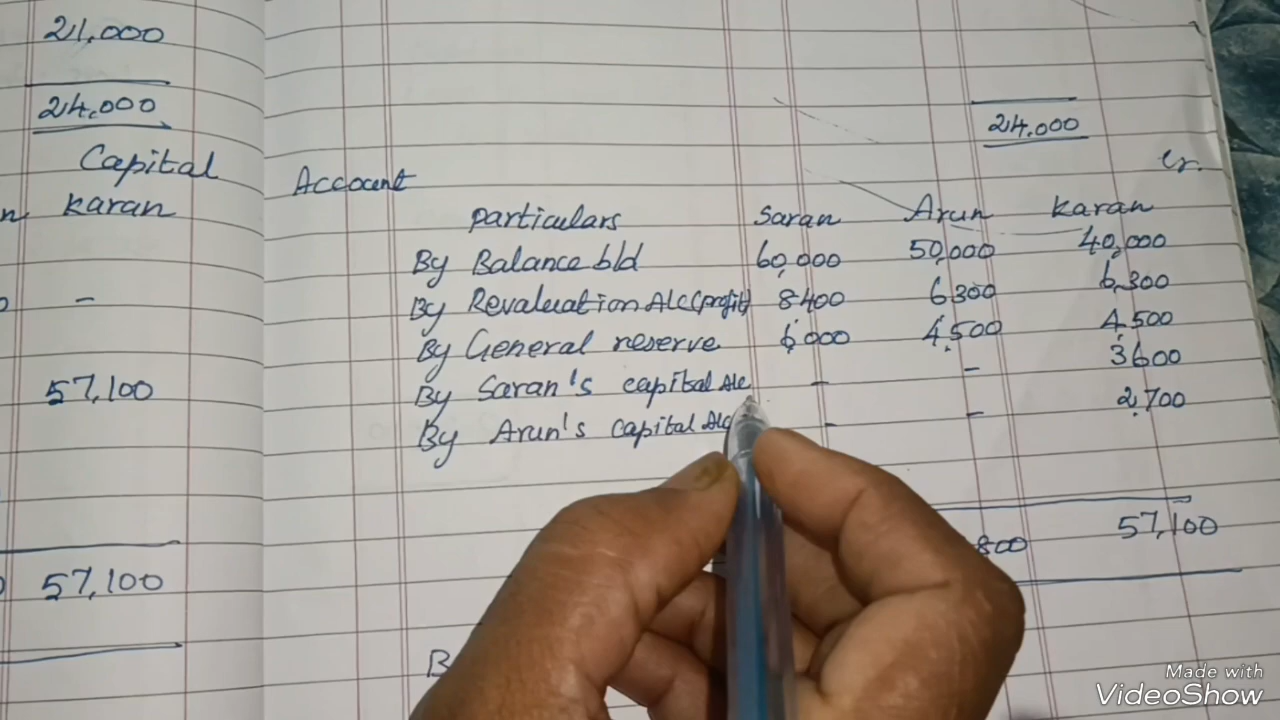 21,000
24,000
24,000
Capital Account
Cr.
n Karan
Particulars Saran Arun Karan
By Balance b/d 60,000 50,000 40,000
By Revaluation A/c (profit) 8400 6300 6,300
By General reserve 6,000 4,500 4,500
By Saran's capital A/c - - 3600
By Arun's capital A/c - - 2,700
-
57,100
800 57,100
57,100
B
Made with
VideoShow